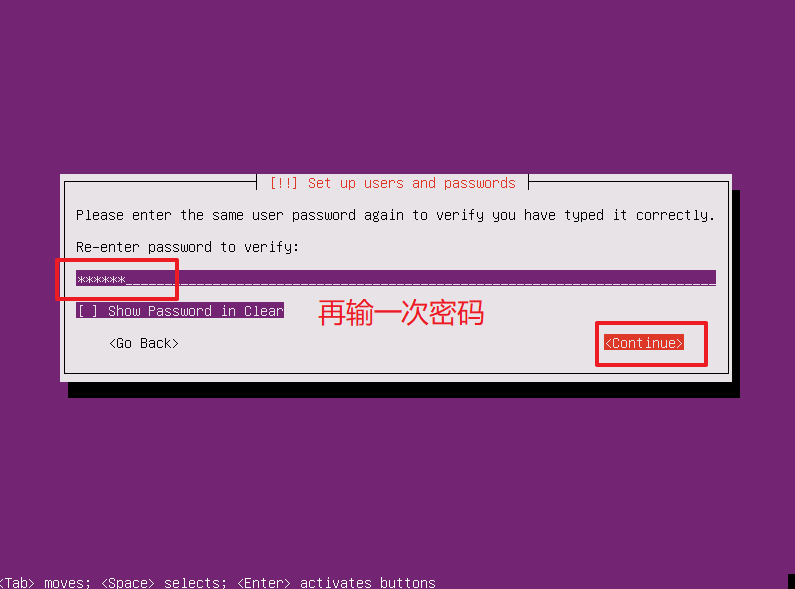 [!!] Set up users and passwords
Please enter the same user password again to verify you have typed it correctly.
Re-enter password to verify:
******
[ ] Show Password in Clear
再输一次密码
<Go Back> <Continue>
<Tab> moves; <Space> selects; <Enter> activates buttons